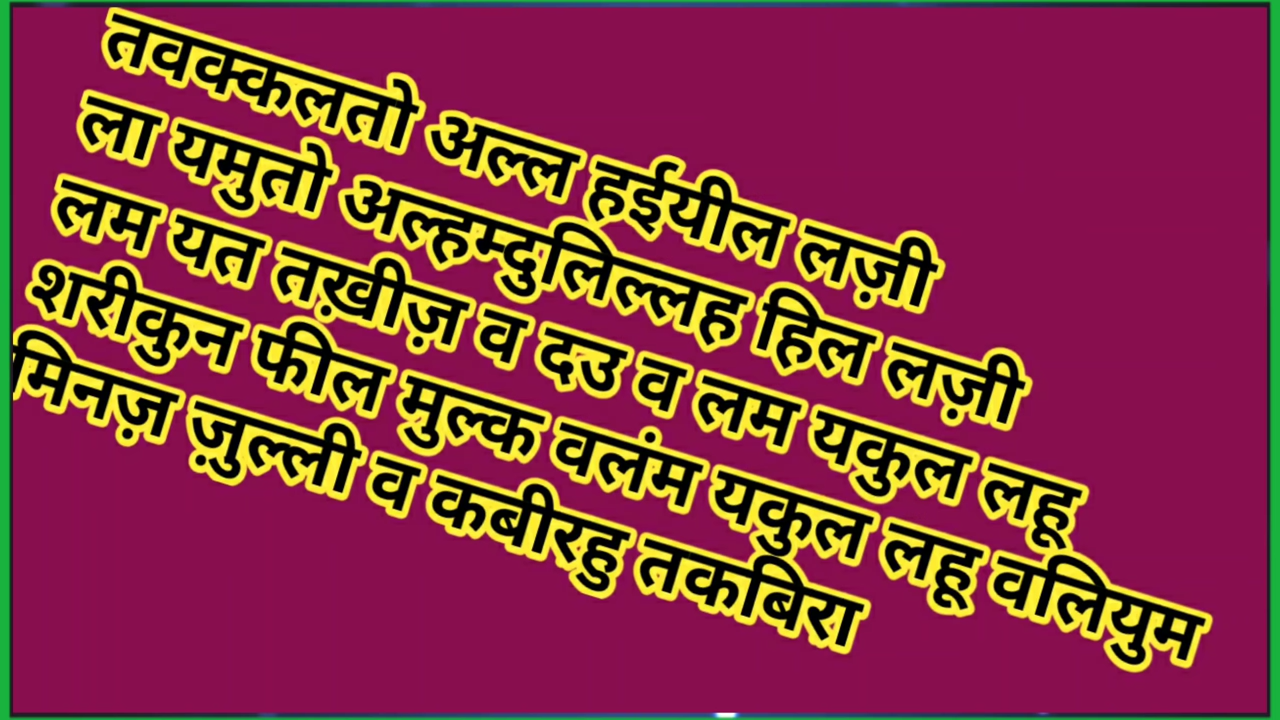 तवक्कलतो अल्ल हईयील लज़ी
ला यमुतो अल्हम्दुलिल्लह हिल लज़ी
लम यत तख़ीज़ व दउ व लम यकुल लहू
शरीकुन फील मुल्क वलंम यकुल लहू वलियुम
मिनज़ ज़ुल्ली व कबीरहु तकबिरा